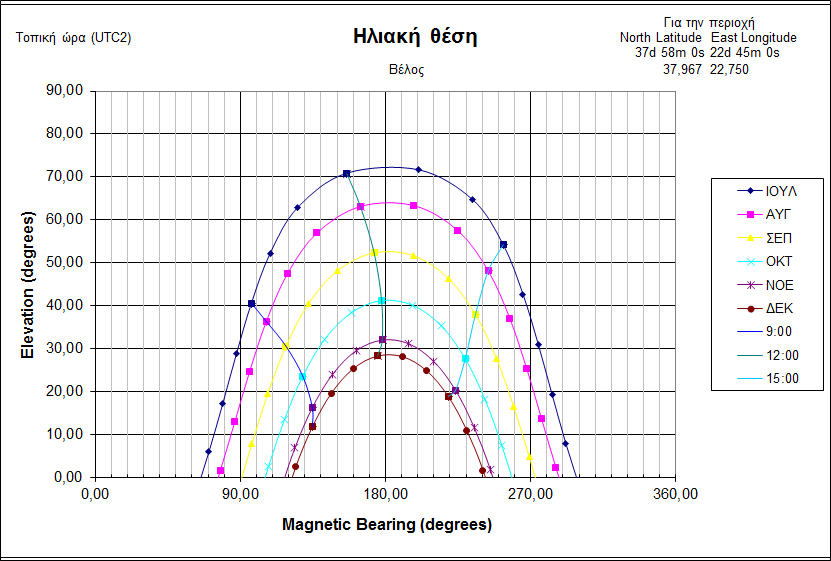 Τοπική ώρα (UTC2)
Ηλιακή θέση
Για την περιοχή
North Latitude East Longitude
37d 58m 0s 22d 45m 0s
Βέλος
37,967 22,750
90,00
80,00
70,00
60,00
50,00
40,00
30,00
20,00
10,00
0,00
Elevation (degrees)
0,00 90,00 180,00 270,00 360,00
Magnetic Bearing (degrees)
ΙΟΥΛ
ΑΥΓ
ΣΕΠ
ΟΚΤ
ΝΟΕ
ΔΕΚ
9:00
12:00
15:00